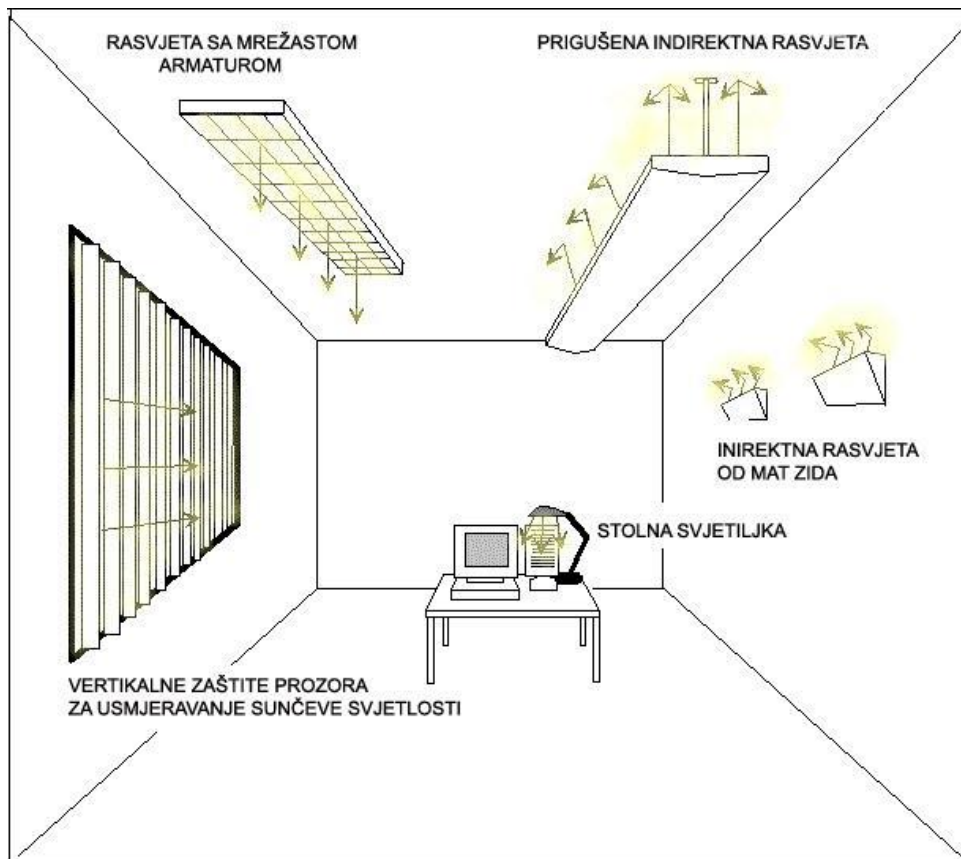 RASVJETA SA MREŽASTOM
ARMATUROM
PRIGUŠENA INDIREKTNA RASVJETA
INIREKTNA RASVJETA
OD MAT ZIDA
STOLNA SVJETILJKA
VERTIKALNE ZAŠTITE PROZORA
ZA USMJERAVANJE SUNČEVE SVJETLOSTI